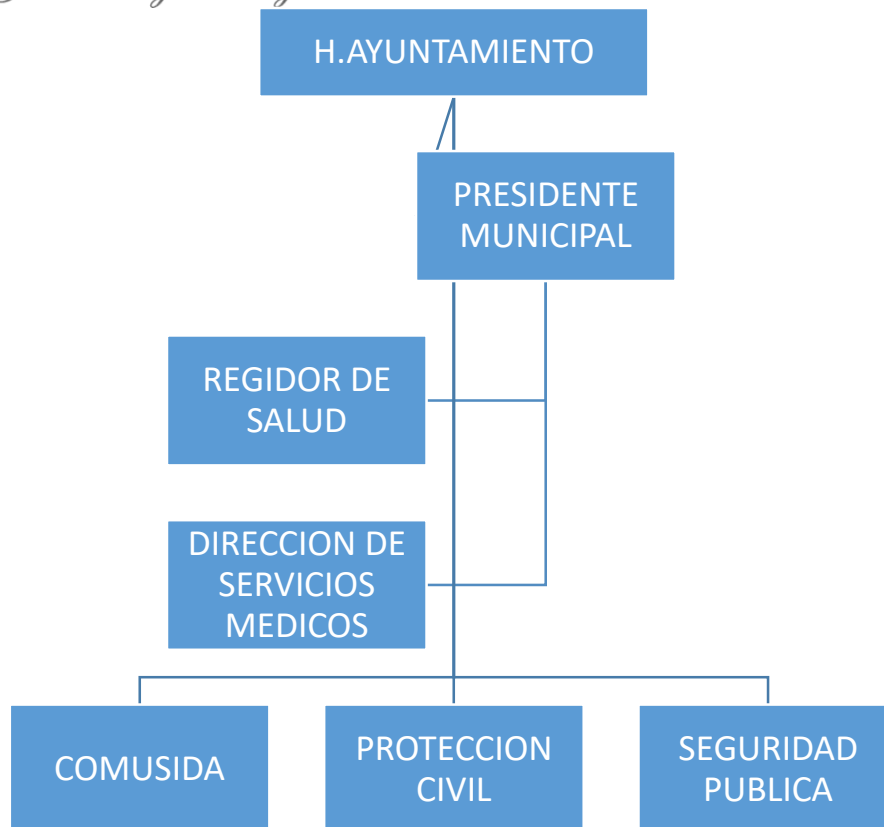 H.AYUNTAMIENTO
PRESIDENTE
MUNICIPAL
REGIDOR DE
SALUD
DIRECCION DE
SERVICIOS
MEDICOS
COMUSIDA
PROTECCION
CIVIL
SEGURIDAD
PUBLICA